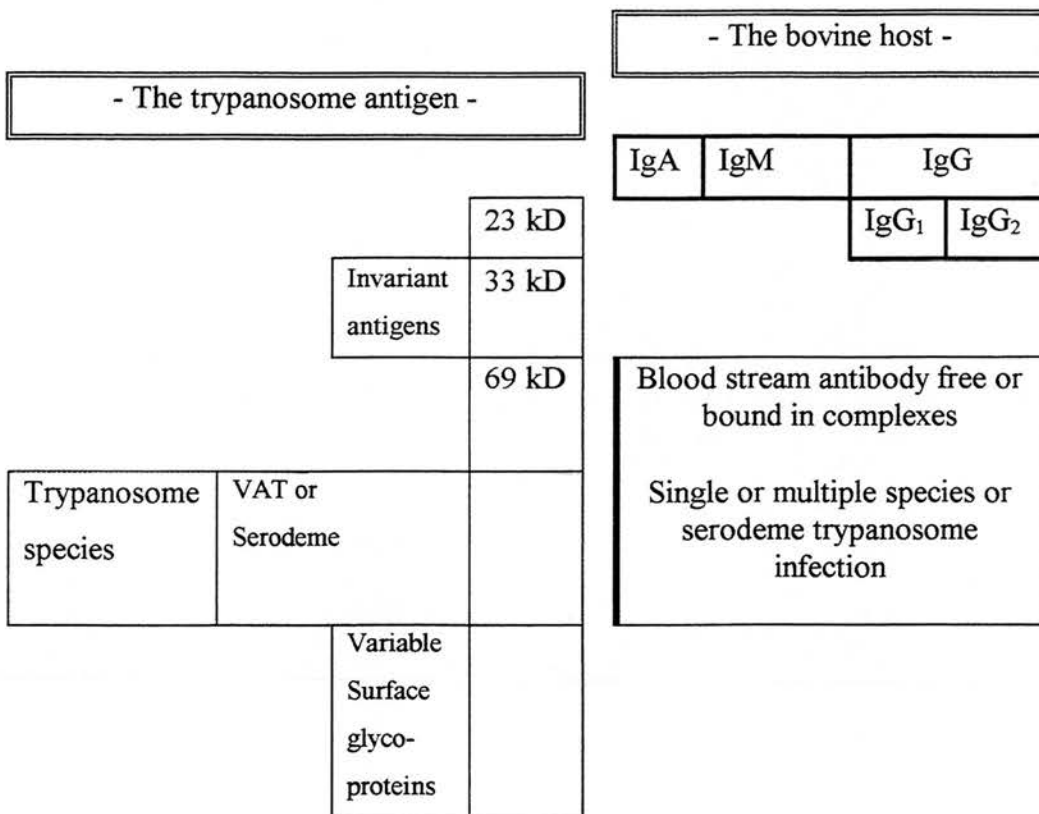 - The bovine host -
- The trypanosome antigen -
IgA IgM IgG
IgG₁ IgG₂
23 kD
Invariant
antigens
33 kD
69 kD
Blood stream antibody free or
bound in complexes
Single or multiple species or
serodeme trypanosome
infection
Trypanosome
species
VAT or
Serodeme
Variable
Surface
glyco-
proteins